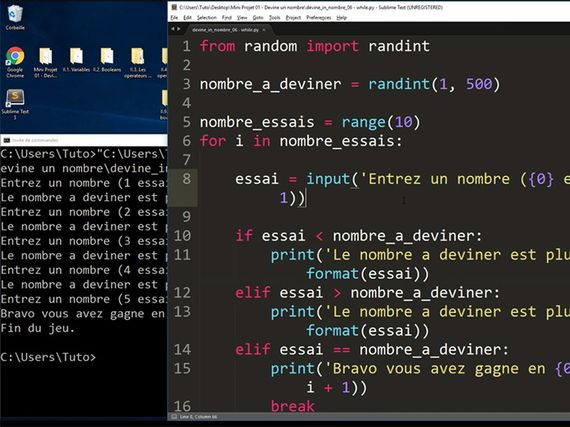 Corbeille
Google Chrome
Mini Projet 01 - Devin...
II.1. Variables
II.2. Booleans
II.3. Les operateurs ...
II.4.
Sublime Text 3
II.9.
C:\Users\Tuto\Desktop\Mini Projet 01 - Devine un nombre\devine_in_nombre_06 - while.py - Sublime Text (UNREGISTERED)
File Edit Selection Find View Goto Tools Project Preferences Help
devine_in_nombre_06 - while.py
1 from random import randint
2
3 nombre_a_deviner = randint(1, 500)
4
5 nombre_essais = range(10)
6 for i in nombre_essais:
7
8 essai = input('Entrez un nombre ({0} e
1))
9
10 if essai < nombre_a_deviner:
11 print('Le nombre a deviner est plu
format(essai))
12 elif essai > nombre_a_deviner:
13 print('Le nombre a deviner est plu
format(essai))
14 elif essai == nombre_a_deviner:
15 print('Bravo vous avez gagne en {0
i + 1))
16 break
Line 8, Column 66
Invite de commandes
C:\Users\Tuto>"C:\Users\T
evine un nombre\devine_in
Entrez un nombre (1 essai
Le nombre a deviner est p
Entrez un nombre (2 essai
Le nombre a deviner est p
Entrez un nombre (3 essai
Le nombre a deviner est p
Entrez un nombre (4 essai
Le nombre a deviner est p
Entrez un nombre (5 essai
Bravo vous avez gagne en
Fin du jeu.
C:\Users\Tuto>